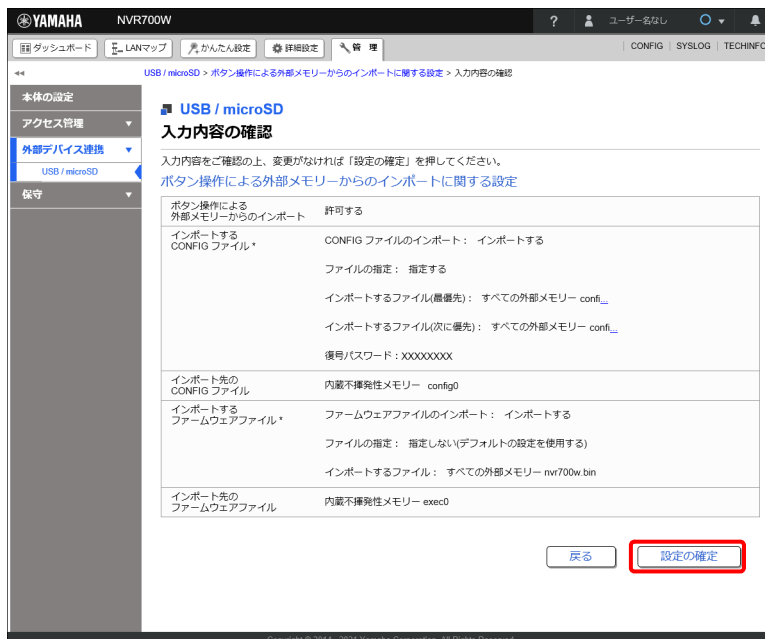 YAMAHA NVR700W ? ユーザー名なし
ダッシュボード LANマップ かんたん設定 詳細設定 管 理 CONFIG SYSLOG TECHINFO
USB / microSD > ボタン操作による外部メモリーからのインポートに関する設定 > 入力内容の確認
本体の設定
アクセス管理
外部デバイス連携
USB / microSD
保守
USB / microSD
入力内容の確認
入力内容をご確認の上、変更がなければ「設定の確定」を押してください。
ボタン操作による外部メモリーからのインポートに関する設定
ボタン操作による
外部メモリーからのインポート
許可する
インポートする
CONFIG ファイル *
CONFIG ファイルのインポート： インポートする
ファイルの指定： 指定する
インポートするファイル(最優先)： すべての外部メモリー confi...
インポートするファイル(次に優先)： すべての外部メモリー confi...
復号パスワード：XXXXXXXX
インポート先の
CONFIG ファイル
内蔵不揮発性メモリー config0
インポートする
ファームウェアファイル *
ファームウェアファイルのインポート： インポートする
ファイルの指定： 指定しない(デフォルトの設定を使用する)
インポートするファイル： すべての外部メモリー nvr700w.bin
インポート先の
ファームウェアファイル
内蔵不揮発性メモリー exec0
戻る 設定の確定
Copyright © 2014 - 2021 Yamaha Corporation. All Rights Reserved.